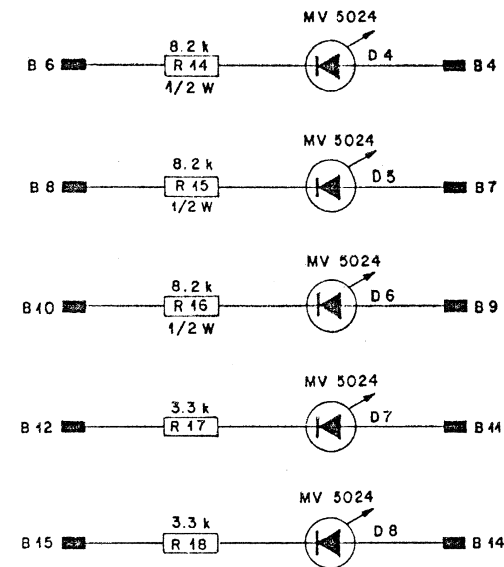 MV 5024
8.2 k
B 6 R 14 D 4 B 4
1/2 W
MV 5024
8.2 k
B 8 R 15 D 5 B 7
1/2 W
MV 5024
8.2 k
B 10 R 16 D 6 B 9
1/2 W
MV 5024
3.3 k
B 12 R 17 D 7 B 11
MV 5024
3.3 k
B 15 R 18 D 8 B 14